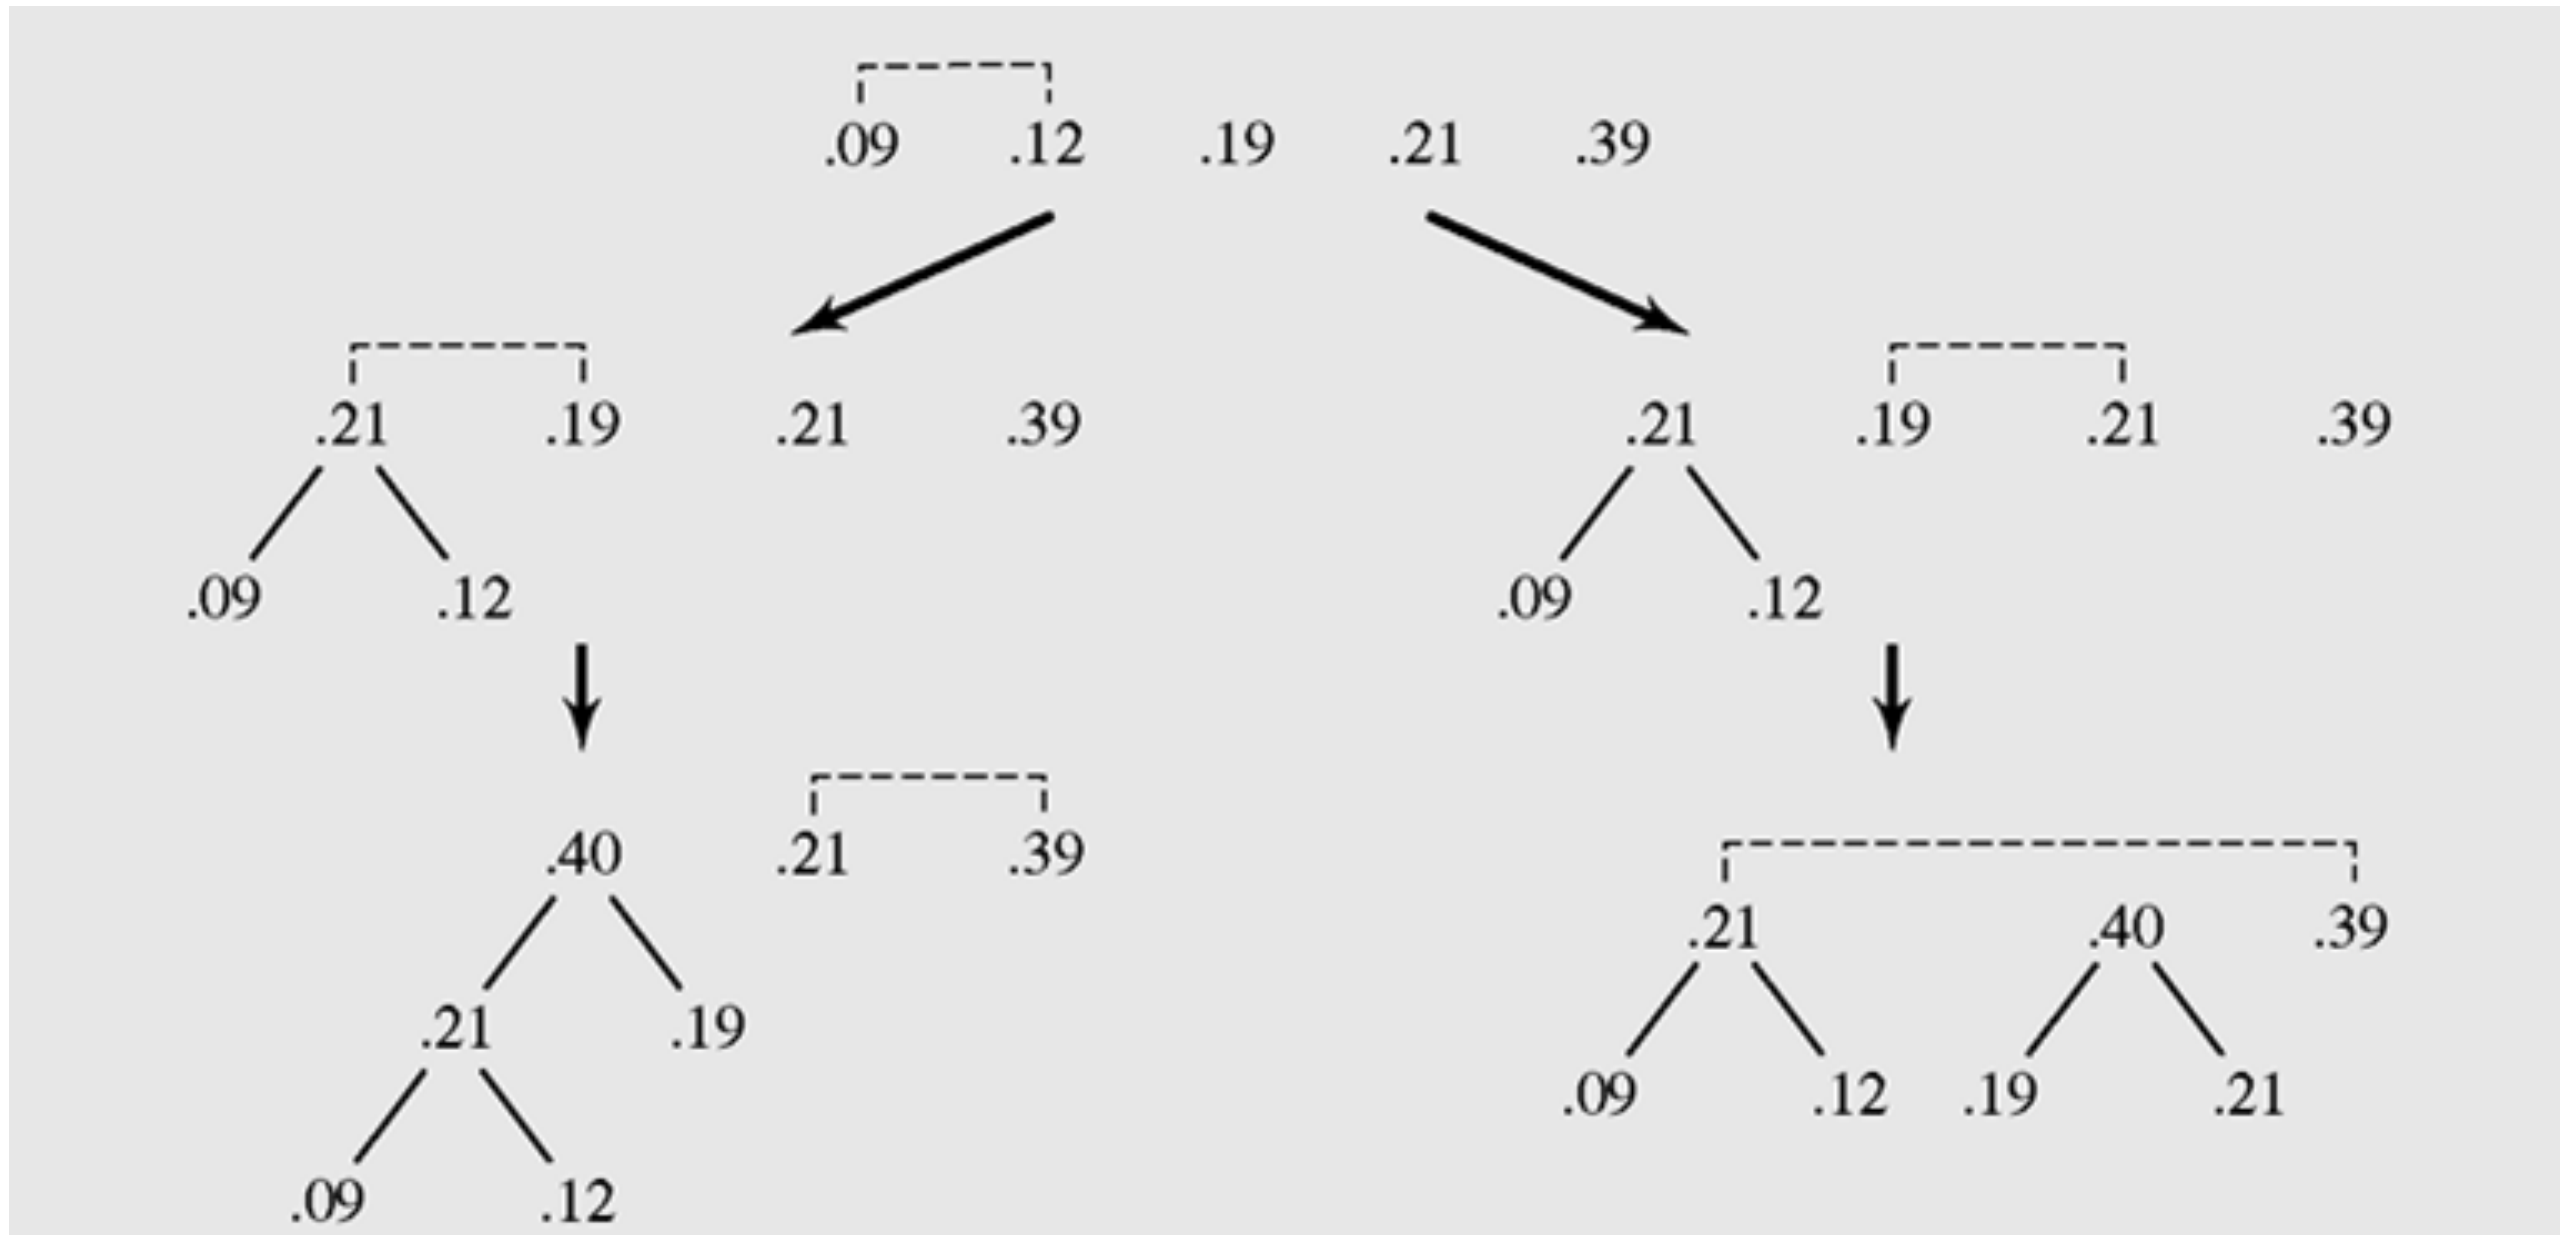 .09 .12 .19 .21 .39
.21 .19 .21 .39
.09 .12
.40 .21 .39
.21 .19
.09 .12
.21 .19 .21 .39
.09 .12
.21 .40 .39
.09 .12 .19 .21